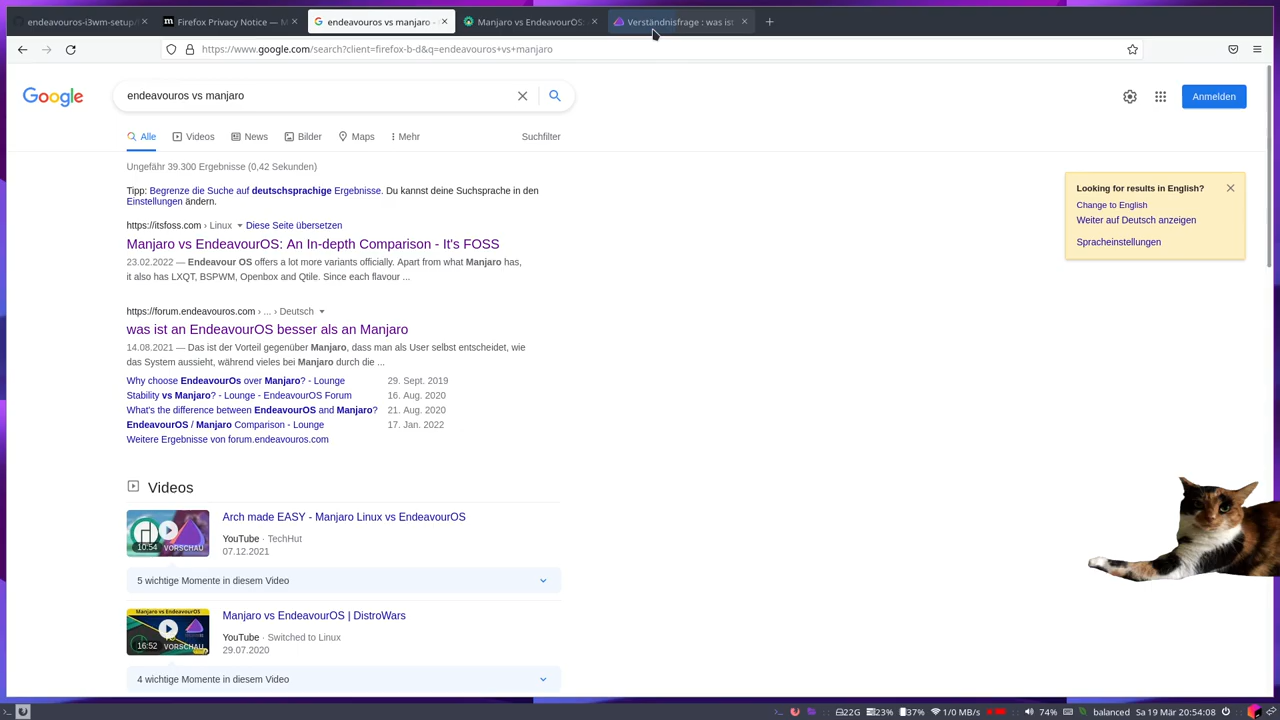 endeavouros-i3wm-setup/
Firefox Privacy Notice — M
endeavouros vs manjaro -
Manjaro vs EndeavourOS:
Verständnisfrage : was ist
https://www.google.com/search?client=firefox-b-d&q=endeavouros+vs+manjaro
Google
endeavouros vs manjaro
Anmelden
Alle
Videos
News
Bilder
Maps
Mehr
Suchfilter
Ungefähr 39.300 Ergebnisse (0,42 Sekunden)
Tipp: Begrenze die Suche auf deutschsprachige Ergebnisse. Du kannst deine Suchsprache in den
Einstellungen ändern.
Looking for results in English?
Change to English
Weiter auf Deutsch anzeigen
Spracheinstellungen
https://itsfoss.com › Linux Diese Seite übersetzen
Manjaro vs EndeavourOS: An In-depth Comparison - It's FOSS
23.02.2022 — Endeavour OS offers a lot more variants officially. Apart from what Manjaro has,
it also has LXQT, BSPWM, Openbox and Qtile. Since each flavour ...
https://forum.endeavouros.com › ... › Deutsch
was ist an EndeavourOS besser als an Manjaro
14.08.2021 — Das ist der Vorteil gegenüber Manjaro, dass man als User selbst entscheidet, wie
das System aussieht, während vieles bei Manjaro durch die ...
Why choose EndeavourOs over Manjaro? - Lounge 29. Sept. 2019
Stability vs Manjaro? - Lounge - EndeavourOS Forum 16. Aug. 2020
What's the difference between EndeavourOS and Manjaro? 21. Aug. 2020
EndeavourOS / Manjaro Comparison - Lounge 17. Jan. 2022
Weitere Ergebnisse von forum.endeavouros.com
Videos
10:54 VORSCHAU
Arch made EASY - Manjaro Linux vs EndeavourOS
YouTube · TechHut
07.12.2021
5 wichtige Momente in diesem Video
Manjaro vs EndeavourOS
16:52 VORSCHAU
Manjaro vs EndeavourOS | DistroWars
YouTube · Switched to Linux
29.07.2020
4 wichtige Momente in diesem Video
22G 23% 37% 1/0 MB/s 74% balanced Sa 19 Mär 20:54:08